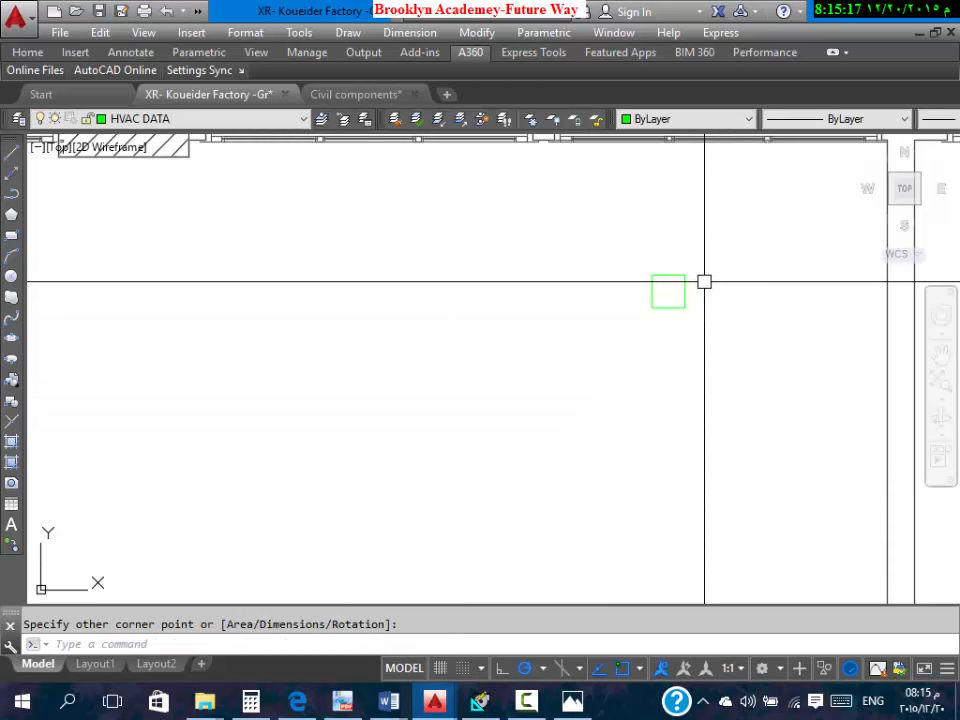 XR- Koueider Factory -G
Brooklyn Academey-Future Way
Sign In
8:15:17 م ١٢/٢٠/٢٠١٥
File Edit View Insert Format Tools Draw Dimension Modify Parametric Window Help Express
Home Insert Annotate Parametric View Manage Output Add-ins A360 Express Tools Featured Apps BIM 360 Performance
Online Files AutoCAD Online Settings Sync
Start XR- Koueider Factory -Gr* Civil components*
HVAC DATA ByLayer ByLayer
[−][Top][2D Wireframe]
N
W TOP E
S
WCS
Y
X
Specify other corner point or [Area/Dimensions/Rotation]:
Type a command
Model Layout1 Layout2 + MODEL 1:1
ENG 08:15 م
٢٠١٥/١٢/٢٠